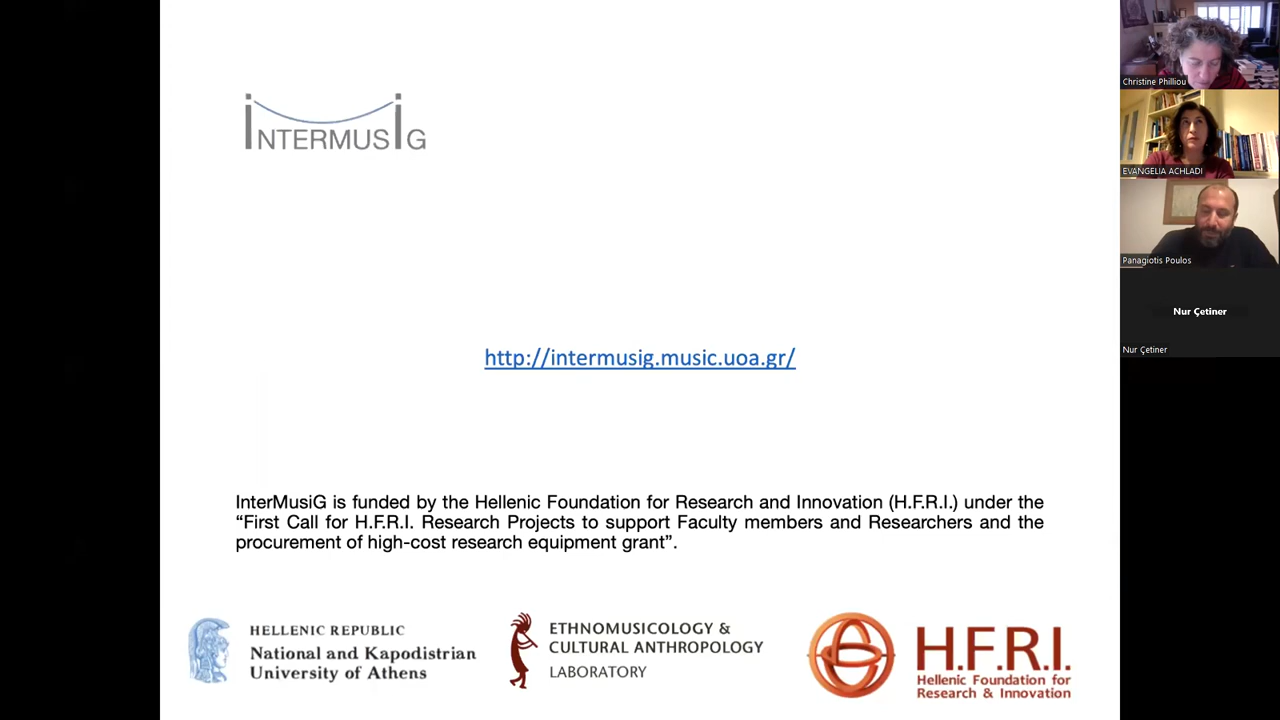 INTERMUSIG
http://intermusig.music.uoa.gr/
InterMusiG is funded by the Hellenic Foundation for Research and Innovation (H.F.R.I.) under the
“First Call for H.F.R.I. Research Projects to support Faculty members and Researchers and the
procurement of high-cost research equipment grant”.
HELLENIC REPUBLIC
National and Kapodistrian
University of Athens
ETHNOMUSICOLOGY &
CULTURAL ANTHROPOLOGY
LABORATORY
H.F.R.I.
Hellenic Foundation for
Research & Innovation
Christine Philliou
EVANGELIA ACHLADI
Panagiotis Poulos
Nur Çetiner
Nur Çetiner